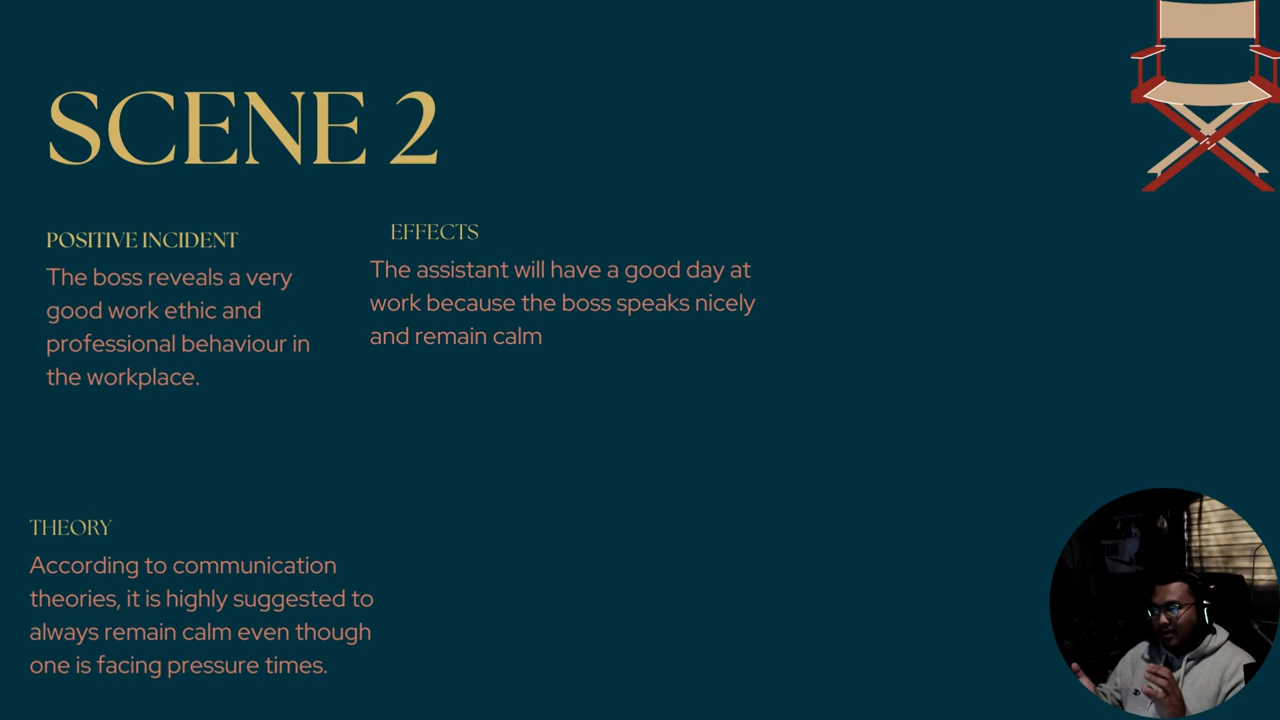 SCENE 2
POSITIVE INCIDENT
The boss reveals a very
good work ethic and
professional behaviour in
the workplace.
EFFECTS
The assistant will have a good day at
work because the boss speaks nicely
and remain calm
THEORY
According to communication
theories, it is highly suggested to
always remain calm even though
one is facing pressure times.